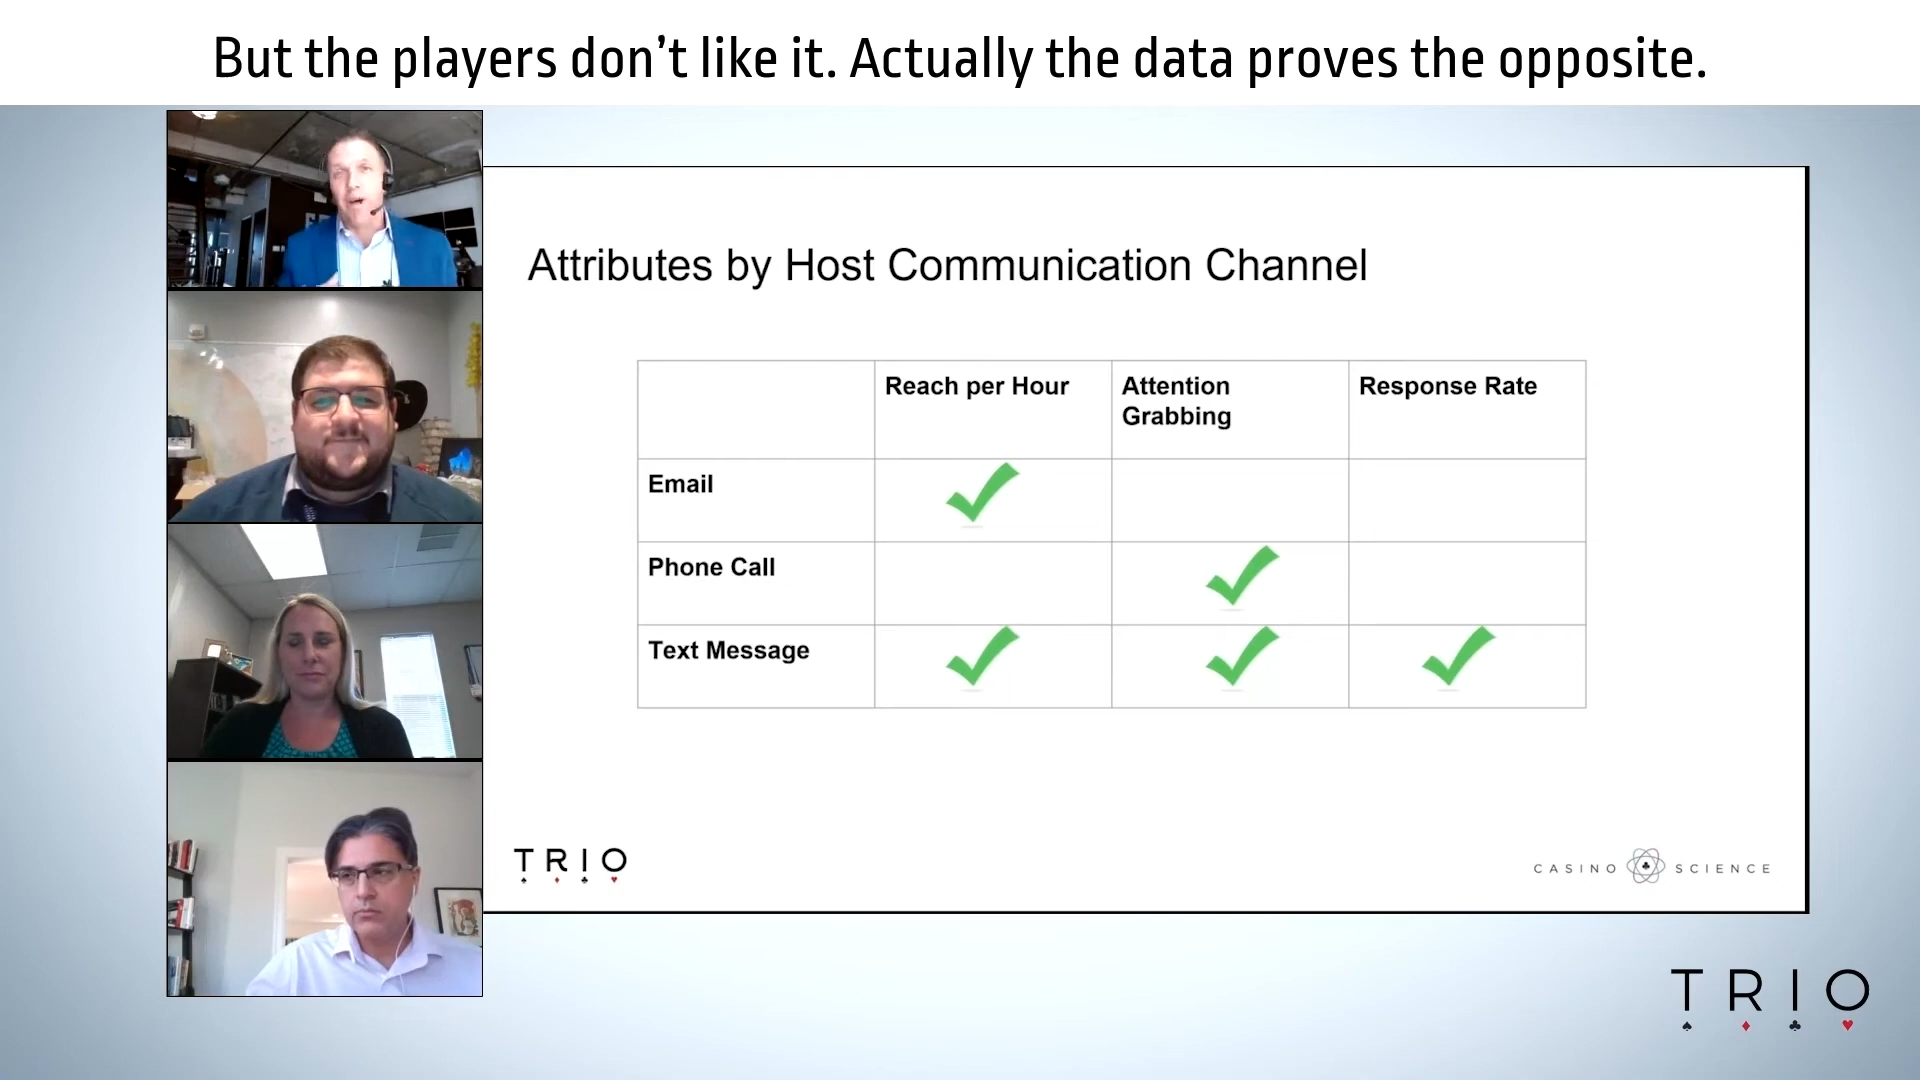 But the players don’t like it. Actually the data proves the opposite.
Attributes by Host Communication Channel
Reach per Hour
Attention
Grabbing
Response Rate
Email
Phone Call
Text Message
TRIO
CASINO SCIENCE
TRIO